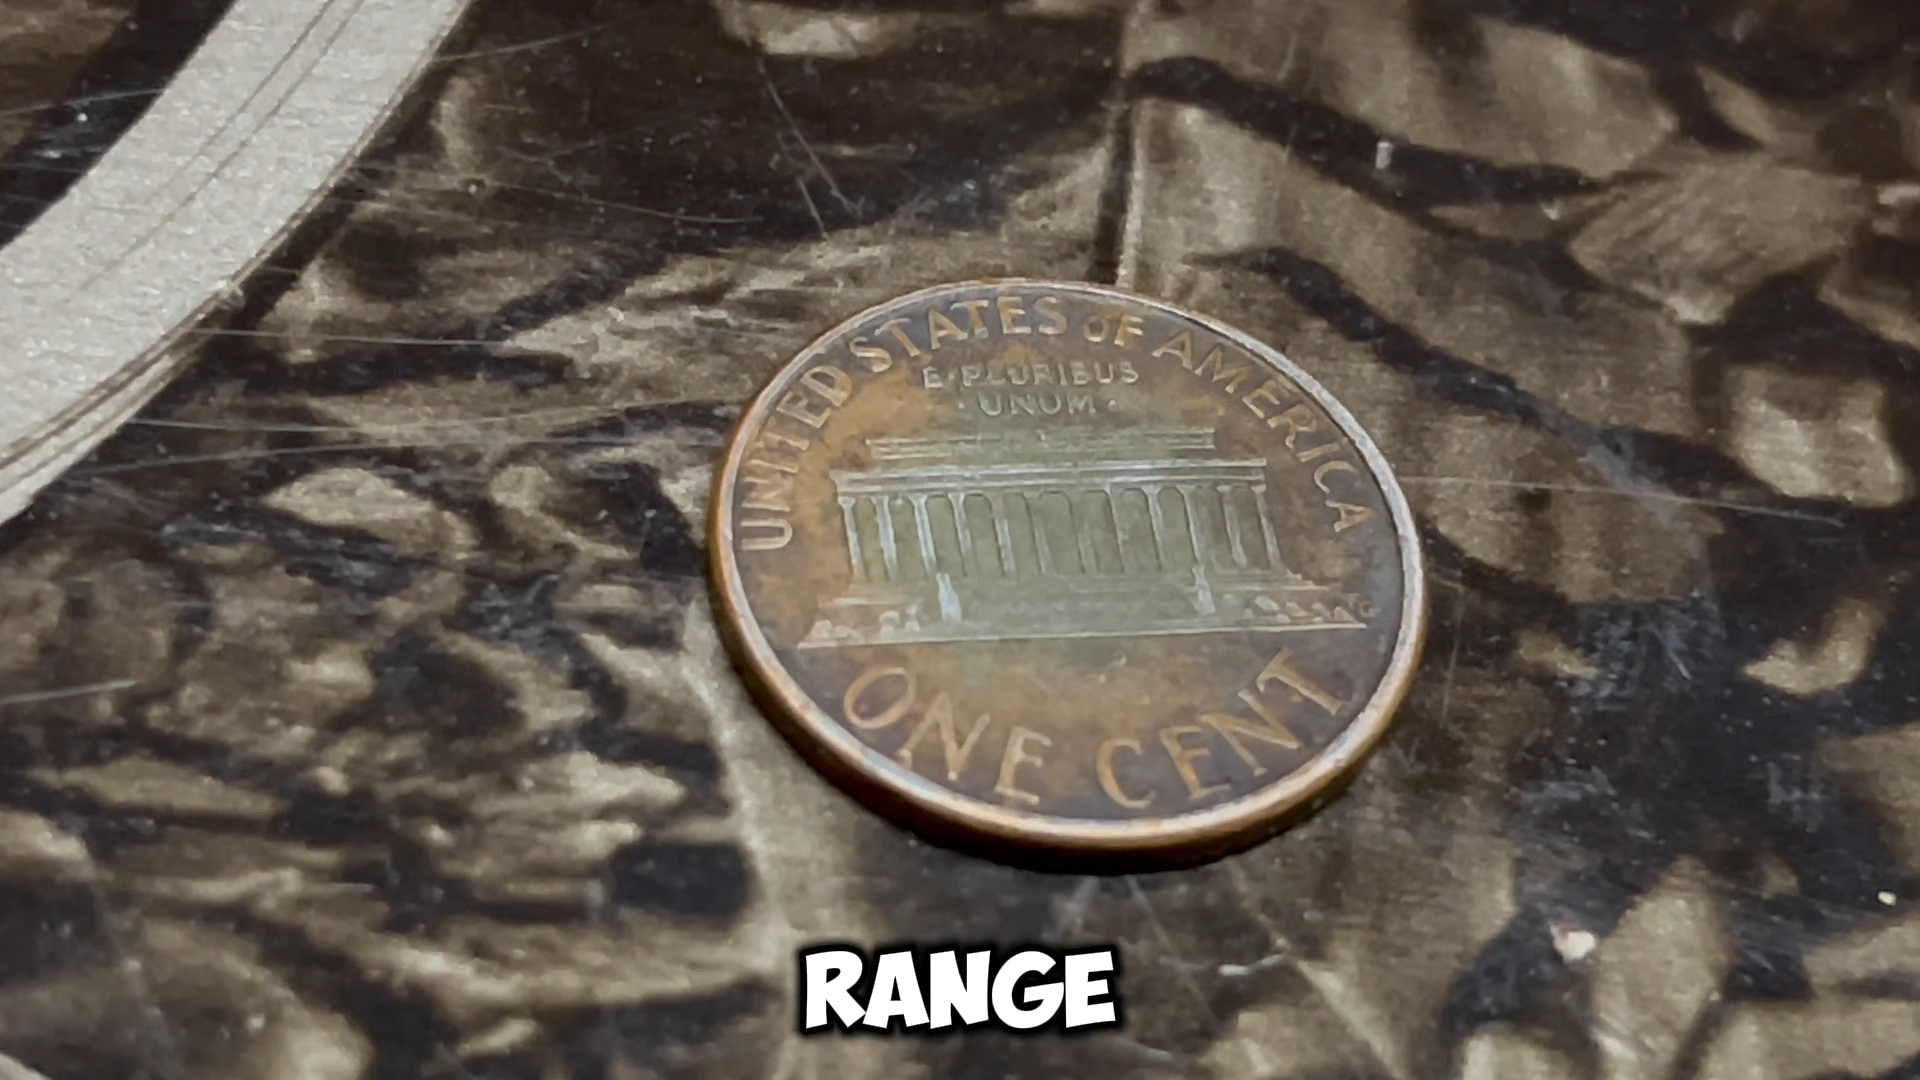 UNITED STATES OF AMERICA
E·PLURIBUS
·UNUM·
ONE CENT
RANGE